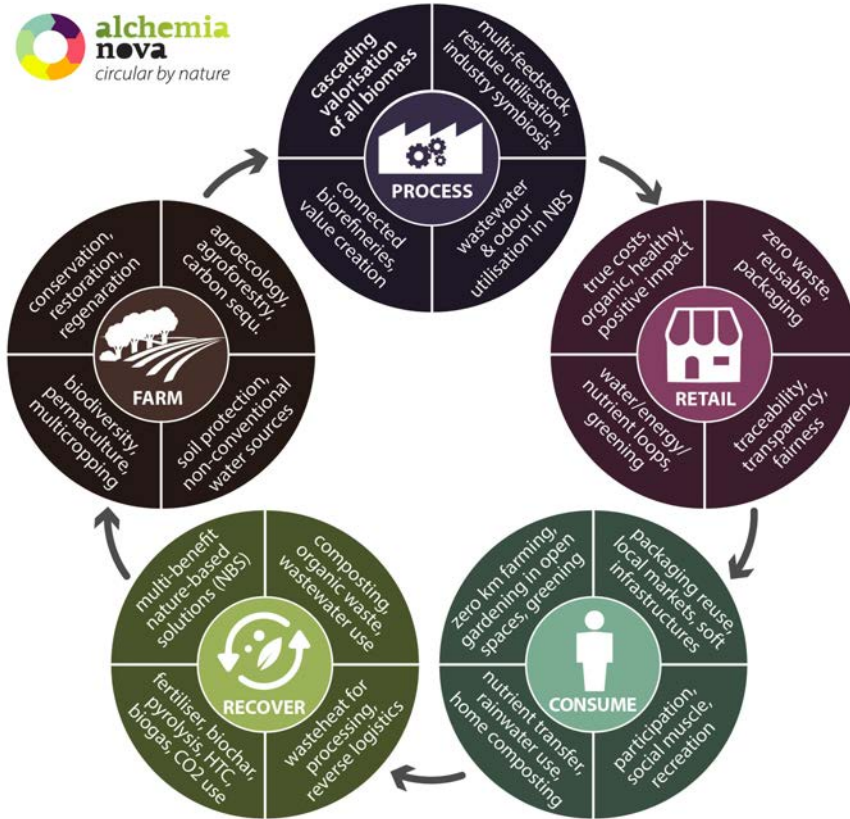 alchemia
nova
circular by nature
cascading
valorisation
of all biomass
multi-feedstock,
residue utilisation,
industry symbiosis
PROCESS
connected
biorefineries,
value creation
wastewater
& odour
utilisation in NBS
true costs,
organic, healthy,
positive impact
zero waste,
reusable
packaging
RETAIL
water/energy/
nutrient loops,
greening
traceability,
transparency,
fairness
zero km farming,
gardening in open
spaces, greening
packaging reuse,
local markets, soft
infrastructures
CONSUME
nutrient transfer,
rainwater use,
home composting
participation,
social muscle,
recreation
multi-benefit
nature-based
solutions (NBS)
composting,
organic waste,
wastewater use
RECOVER
fertiliser, biochar,
pyrolysis, HTC,
biogas, CO2 use
wasteheat for
processing,
reverse logistics
conservation,
restoration,
regenaration
agroecology,
agroforestry,
carbon sequ.
FARM
biodiversity,
permaculture,
multicropping
soil protection,
non-conventional
water sources